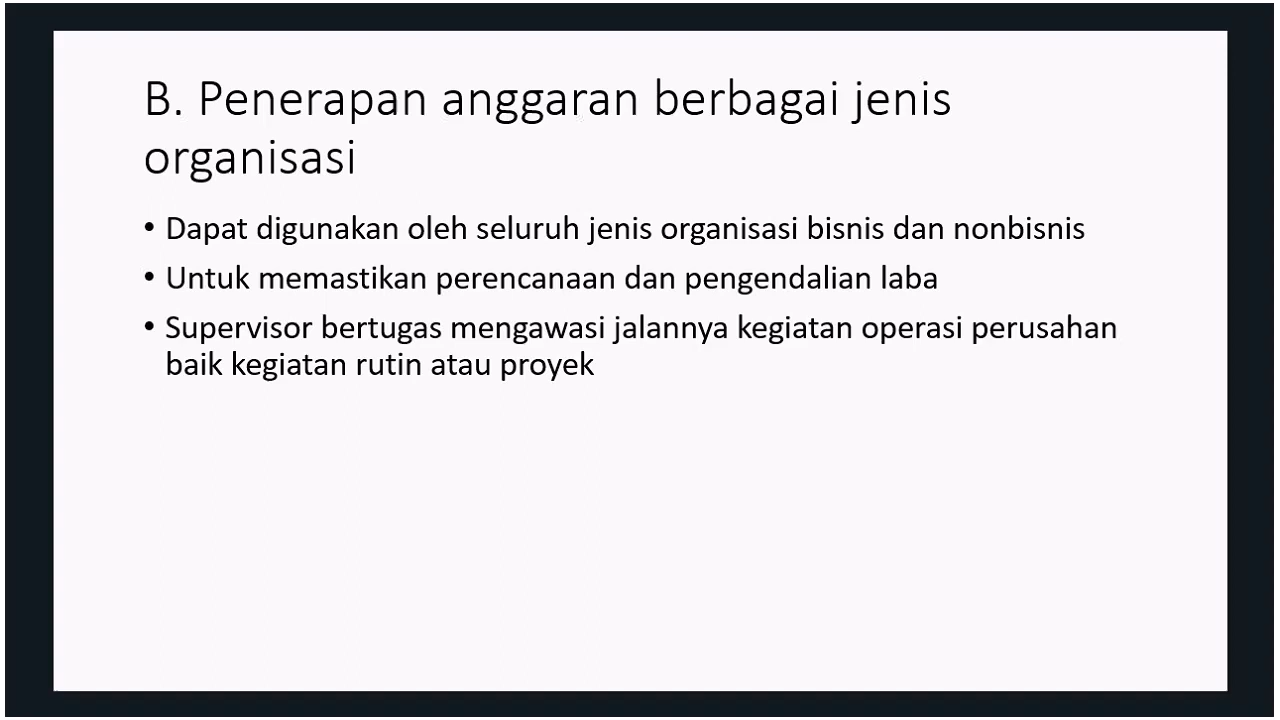 B. Penerapan anggaran berbagai jenis
organisasi
• Dapat digunakan oleh seluruh jenis organisasi bisnis dan nonbisnis
• Untuk memastikan perencanaan dan pengendalian laba
• Supervisor bertugas mengawasi jalannya kegiatan operasi perusahan
baik kegiatan rutin atau proyek